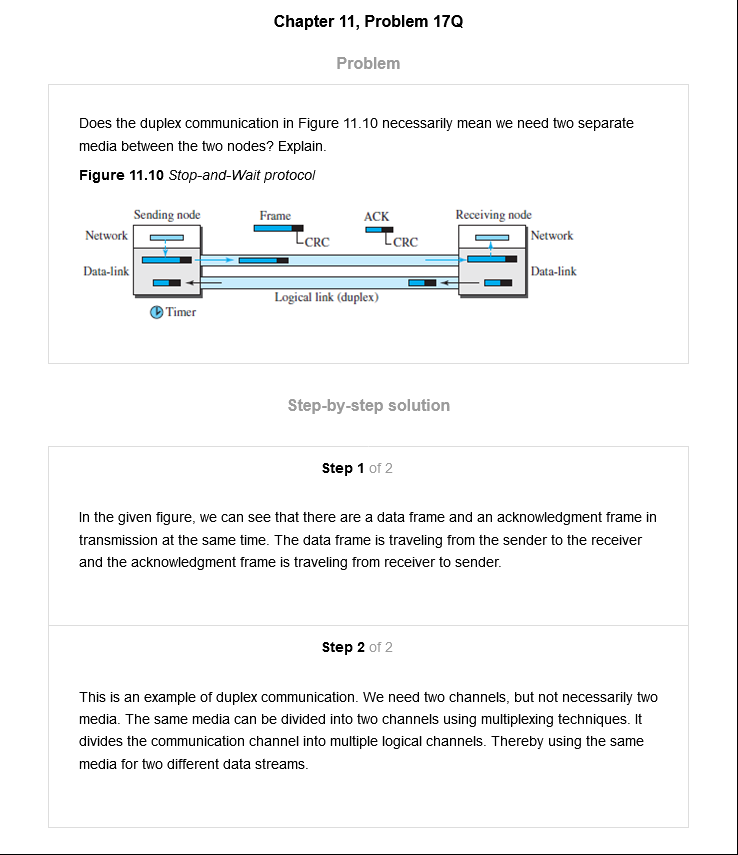 Chapter 11, Problem 17Q
Problem
Does the duplex communication in Figure 11.10 necessarily mean we need two separate
media between the two nodes? Explain.
Figure 11.10 Stop-and-Wait protocol
Sending node
Frame
ACK
Receiving node
Network
CRC
CRC
Network
Data-link
Data-link
Logical link (duplex)
Timer
Step-by-step solution
Step 1 of 2
In the given figure, we can see that there are a data frame and an acknowledgment frame in
transmission at the same time. The data frame is traveling from the sender to the receiver
and the acknowledgment frame is traveling from receiver to sender.
Step 2 of 2
This is an example of duplex communication. We need two channels, but not necessarily two
media. The same media can be divided into two channels using multiplexing techniques. It
divides the communication channel into multiple logical channels. Thereby using the same
media for two different data streams.